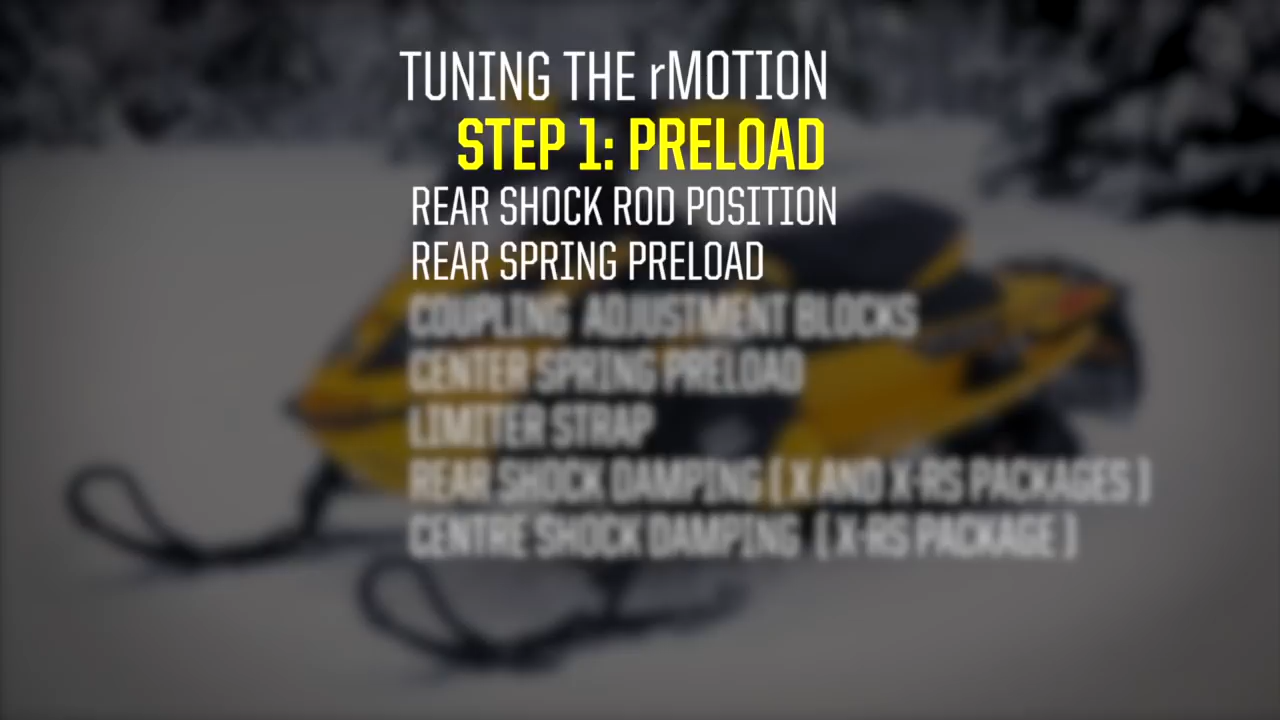 TUNING THE rMOTION
STEP 1: PRELOAD
REAR SHOCK ROD POSITION
REAR SPRING PRELOAD
COUPLING ADJUSTMENT BLOCKS
CENTER SPRING PRELOAD
LIMITER STRAP
REAR SHOCK DAMPING ( X AND X-RS PACKAGES )
CENTRE SHOCK DAMPING ( X-RS PACKAGE )